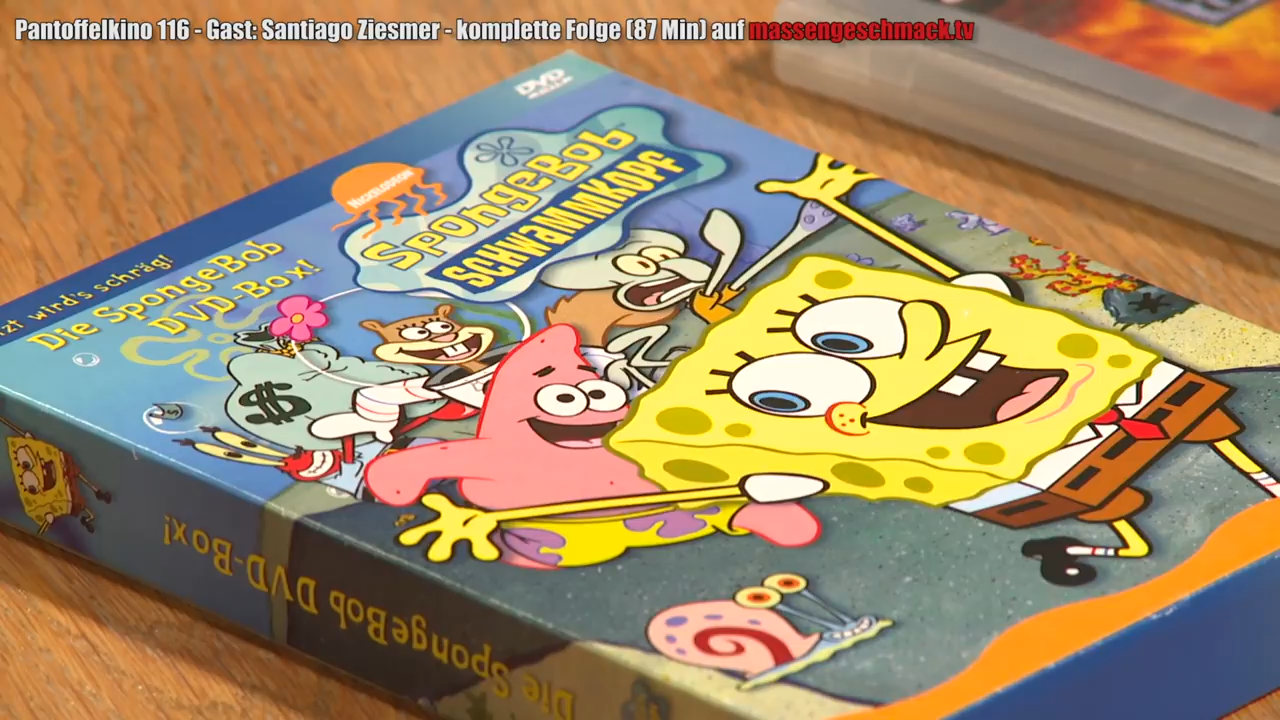 Pantoffelkino 116 - Gast: Santiago Ziesmer - komplette Folge (87 Min) auf massengeschmack.tv
DVD
NICKELODEON
SpongeBob
SCHWAMMKOPF
wird's schräg!
Die SpongeBob
DVD-Box!
$
Die SpongeBob DVD-Box!